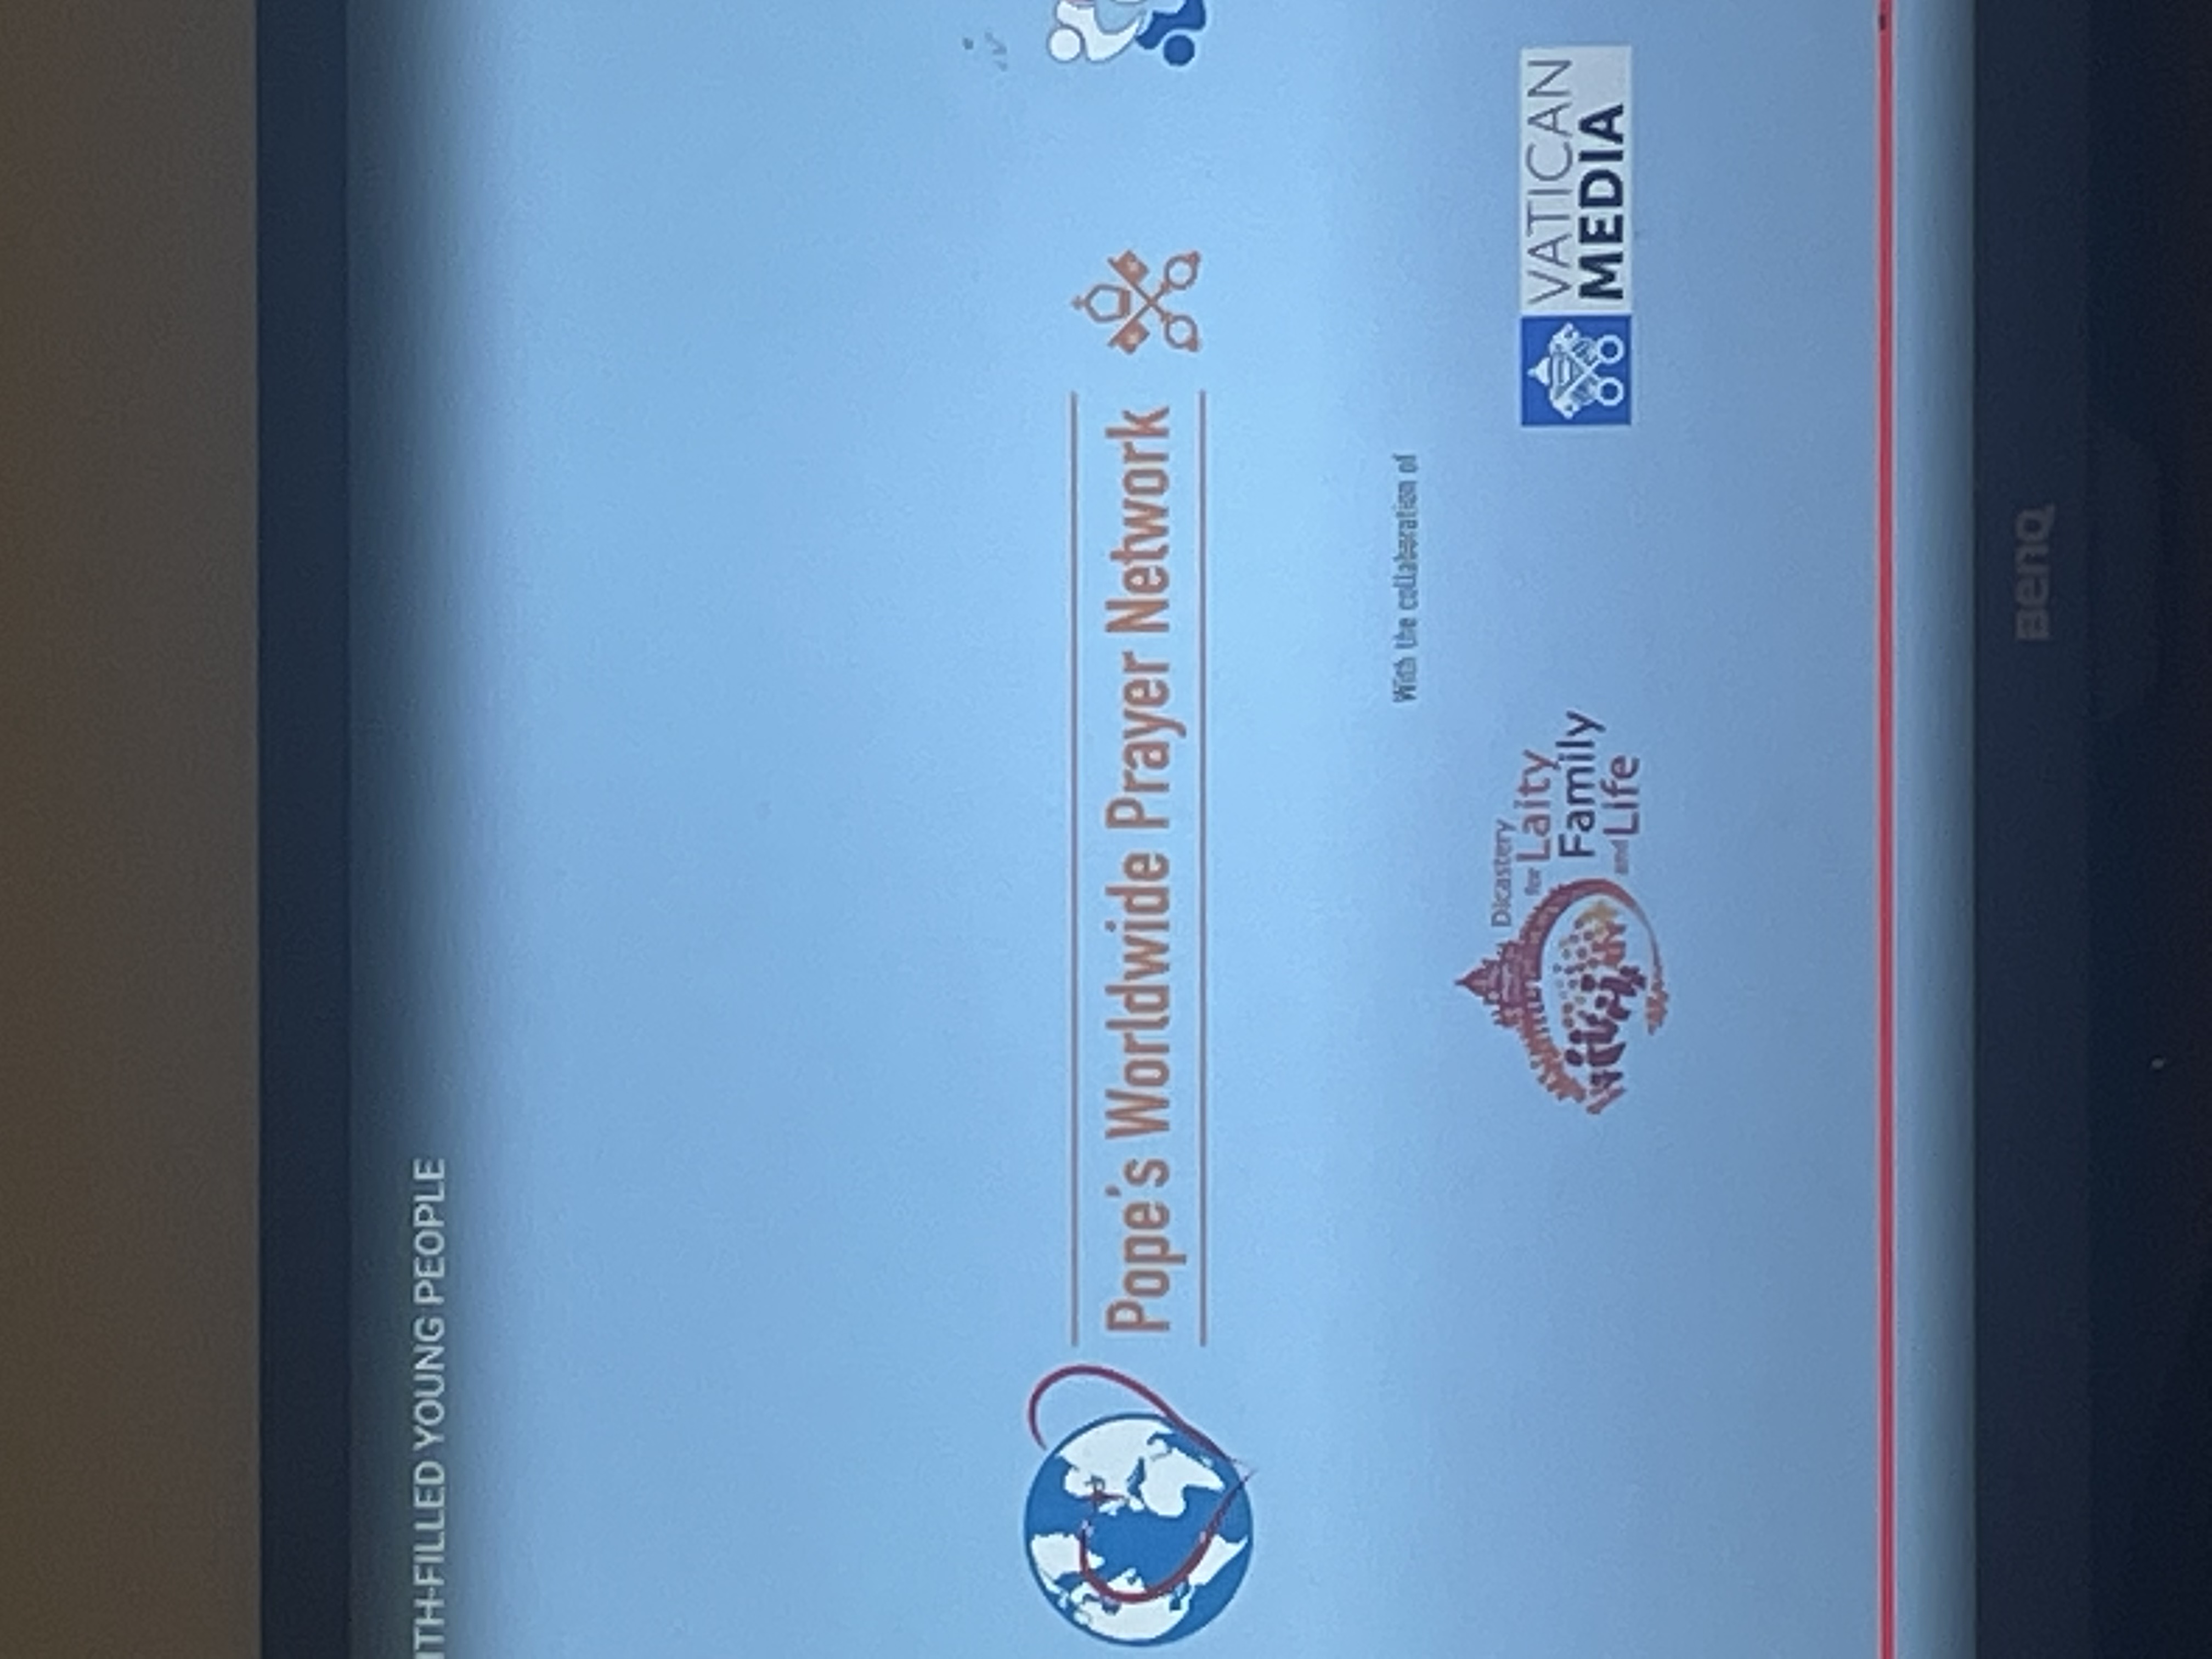 ITH-FILLED YOUNG PEOPLE
Pope's Worldwide Prayer Network
With the collaboration of
Dicastery
for Laity
Family
and Life
VATICAN
MEDIA
BenQ